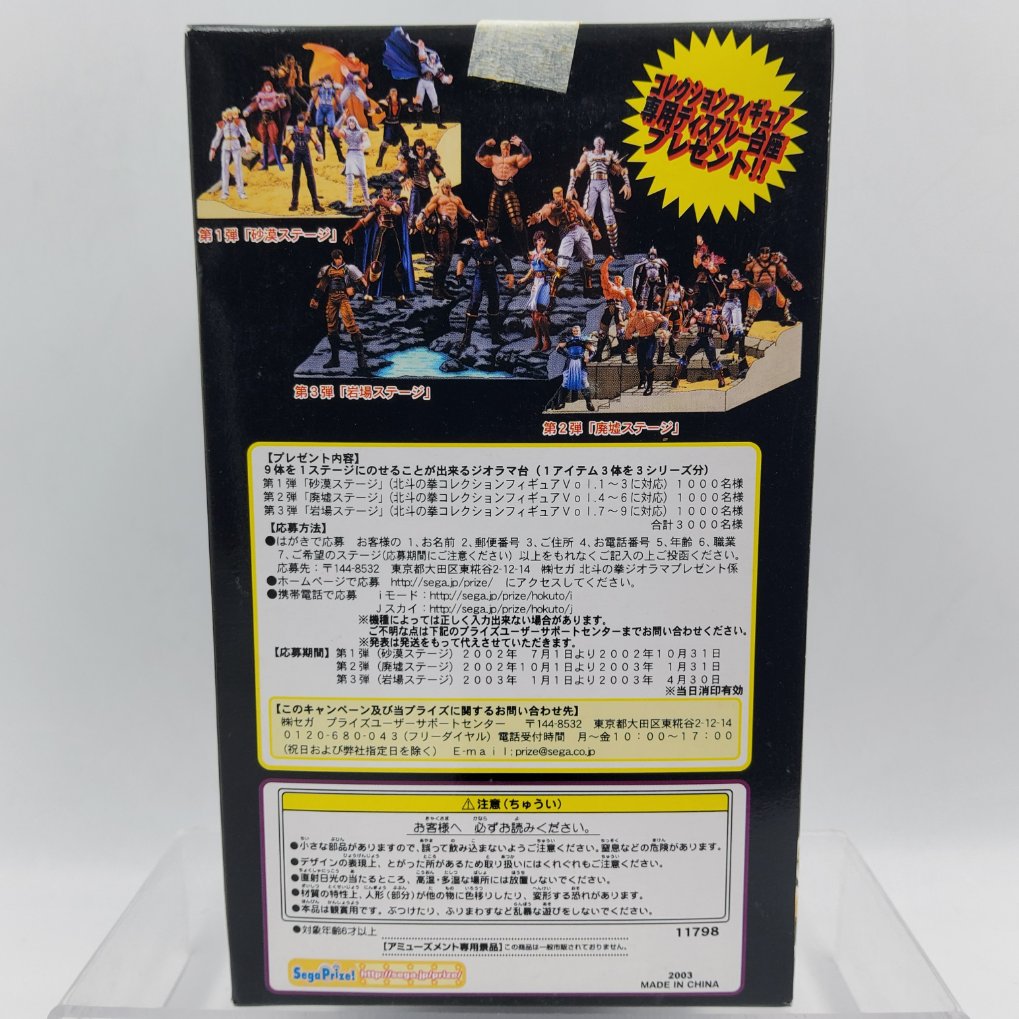 コレクションフィギュア
専用ディスプレー台座
プレゼント!!
第1弾「砂漠ステージ」
第3弾「岩場ステージ」
第2弾「廃墟ステージ」
【プレゼント内容】
9体を1ステージにのせることが出来るジオラマ台（1アイテム3体を3シリーズ分）
第1弾「砂漠ステージ」（北斗の拳コレクションフィギュアVol.1～3に対応）1000名様
第2弾「廃墟ステージ」（北斗の拳コレクションフィギュアVol.4～6に対応）1000名様
第3弾「岩場ステージ」（北斗の拳コレクションフィギュアVol.7～9に対応）1000名様
合計3000名様
【応募方法】
●はがきで応募　お客様の 1、お名前 2、郵便番号 3、ご住所 4、お電話番号 5、年齢 6、職業
7、ご希望のステージ（応募期間にご注意ください）以上をもれなくご記入の上ご投函ください。
応募先：〒144-8532　東京都大田区東糀谷2-12-14　㈱セガ 北斗の拳ジオラマプレゼント係
●ホームページで応募　http://sega.jp/prize/　にアクセスしてください。
●携帯電話で応募　iモード：http://sega.jp/prize/hokuto/i
Jスカイ：http://sega.jp/prize/hokuto/j
※機種によっては正しく入力出来ない場合があります。
ご不明な点は下記のプライズユーザーサポートセンターまでお問い合わせください。
※発表は発送をもって代えさせていただきます。
【応募期間】第1弾（砂漠ステージ）2002年　7月1日より2002年10月31日
第2弾（廃墟ステージ）2002年10月1日より2003年　1月31日
第3弾（岩場ステージ）2003年　1月1日より2003年　4月30日
※当日消印有効
【このキャンペーン及び当プライズに関するお問い合わせ先】
㈱セガ　プライズユーザーサポートセンター　〒144-8532　東京都大田区東糀谷2-12-14
0120-680-043（フリーダイヤル）電話受付時間　月～金10：00～17：00
（祝日および弊社指定日を除く）　E-mail：prize@sega.co.jp
⚠注意（ちゅうい）
お客様へ　必ずお読みください。
●小さな部品がありますので、誤って飲み込まないようご注意ください。窒息などの危険があります。
●デザインの表現上、とがった所があるため取り扱いにはくれぐれもご注意ください。
●直射日光の当たるところ、高温・多湿な場所には放置しないでください。
●材質の特性上、人形（部分）が他の物に色移りしたり、変形する恐れがあります。
●本品は観賞用です。ぶつけたり、ふりまわすなど乱暴な遊びをしないでください。
●対象年齢6才以上
11798
【アミューズメント専用景品】この商品は一般市販されておりません。
SegaPrize!
http://sega.jp/prize/
2003
MADE IN CHINA